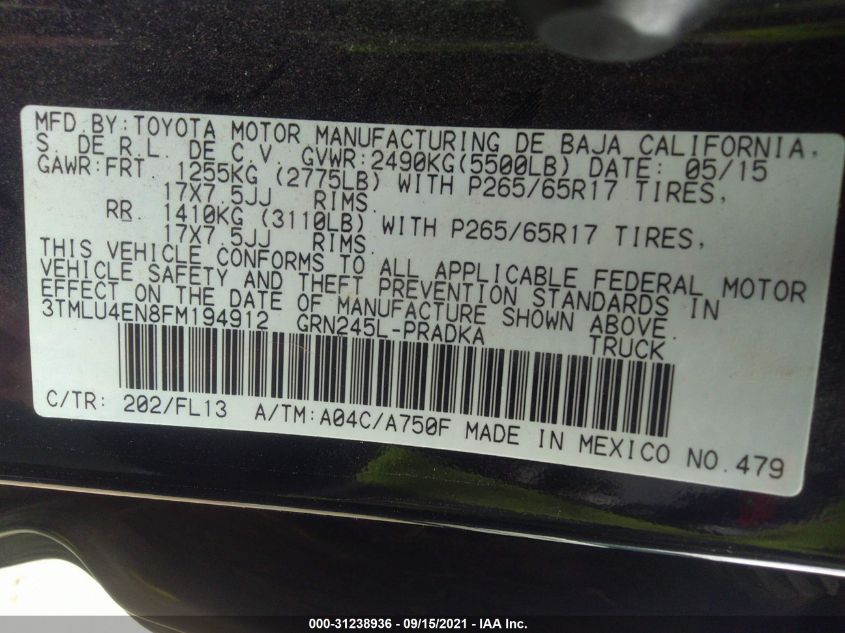 MFD.BY:TOYOTA MOTOR MANUFACTURING DE BAJA CALIFORNIA,
S. DE R.L. DE C.V. GVWR:2490KG(5500LB) DATE: 05/15
GAWR:FRT. 1255KG (2775LB) WITH P265/65R17 TIRES,
17X7.5JJ RIMS.
RR. 1410KG (3110LB) WITH P265/65R17 TIRES,
17X7.5JJ RIMS.
THIS VEHICLE CONFORMS TO ALL APPLICABLE FEDERAL MOTOR
VEHICLE SAFETY AND THEFT PREVENTION STANDARDS IN
EFFECT ON THE DATE OF MANUFACTURE SHOWN ABOVE.
3TMLU4EN8FM194912 GRN245L-PRADKA TRUCK
C/TR: 202/FL13 A/TM:A04C/A750F MADE IN MEXICO NO.479
000-31238936 - 09/15/2021 - IAA Inc.